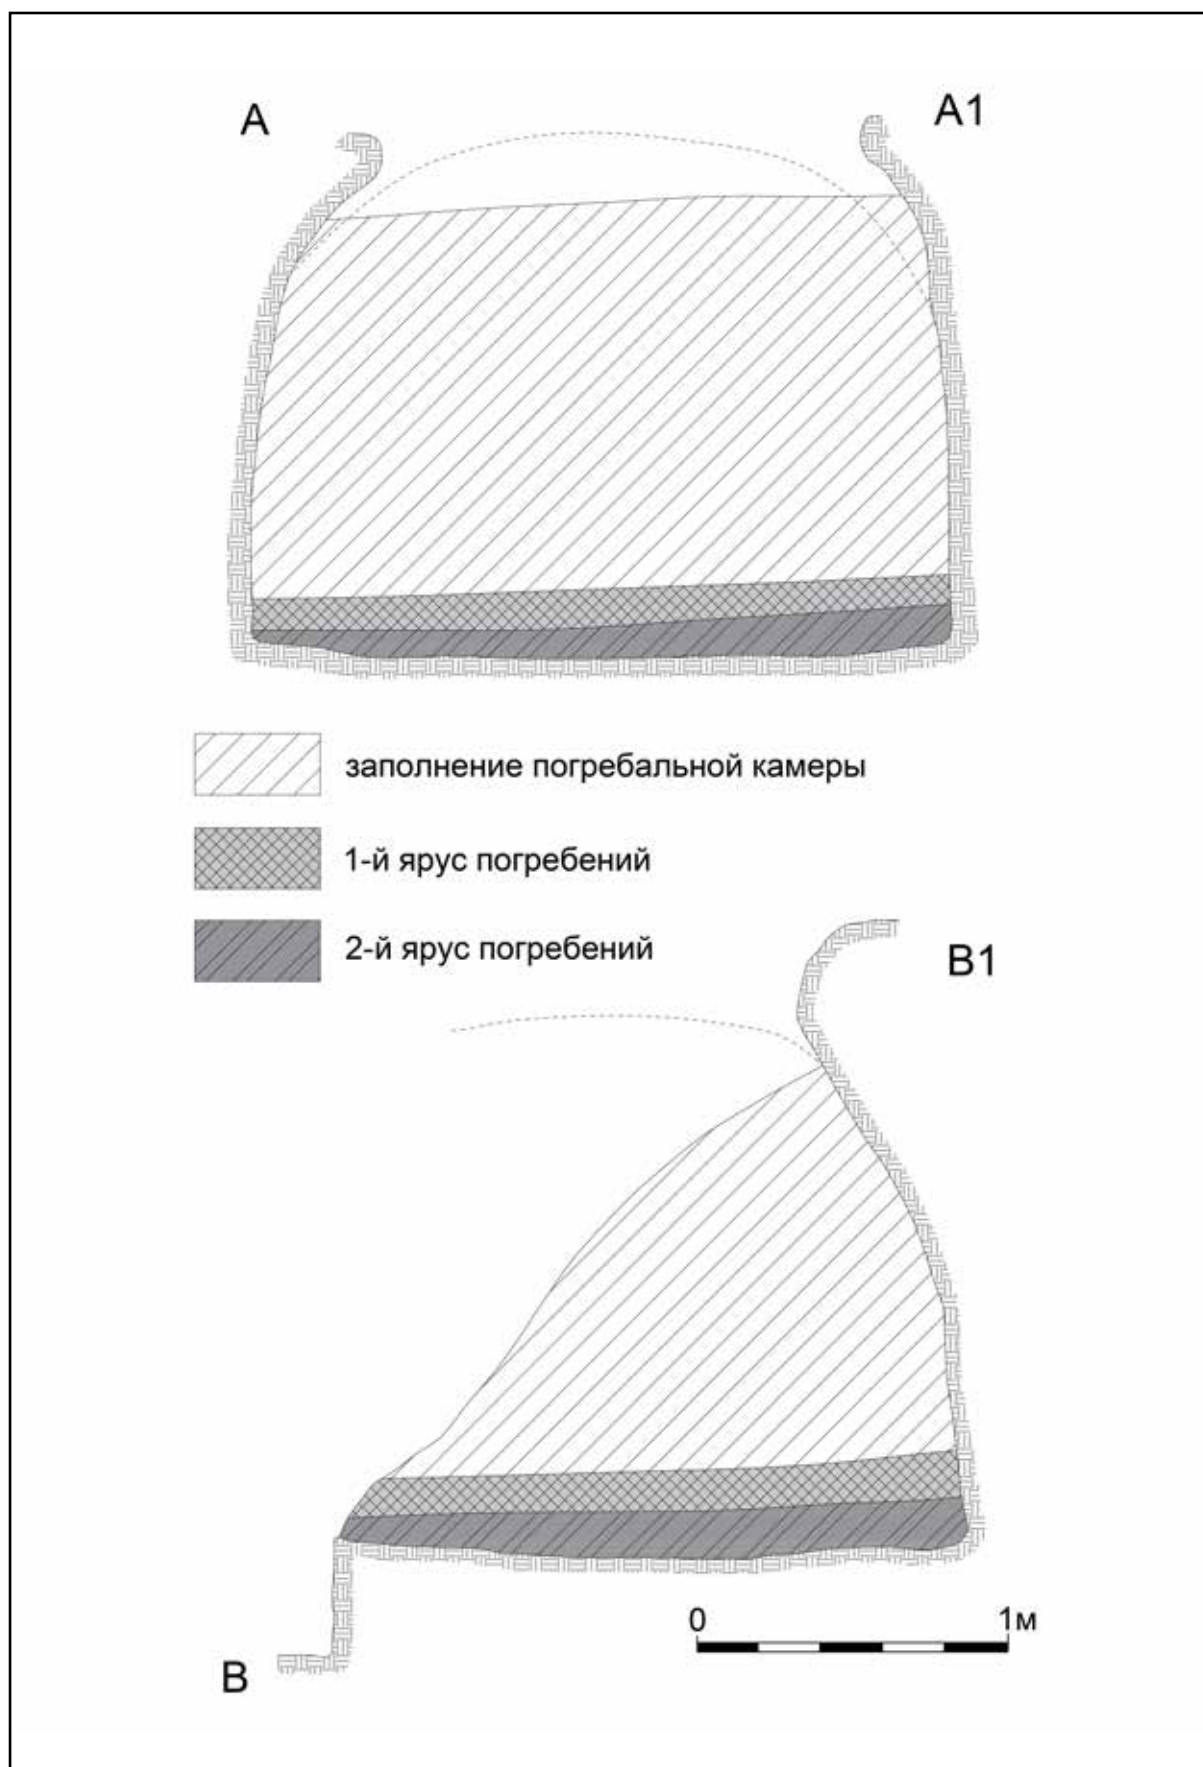 A
A1
заполнение погребальной камеры
1-й ярус погребений
2-й ярус погребений
B1
0 1м
B